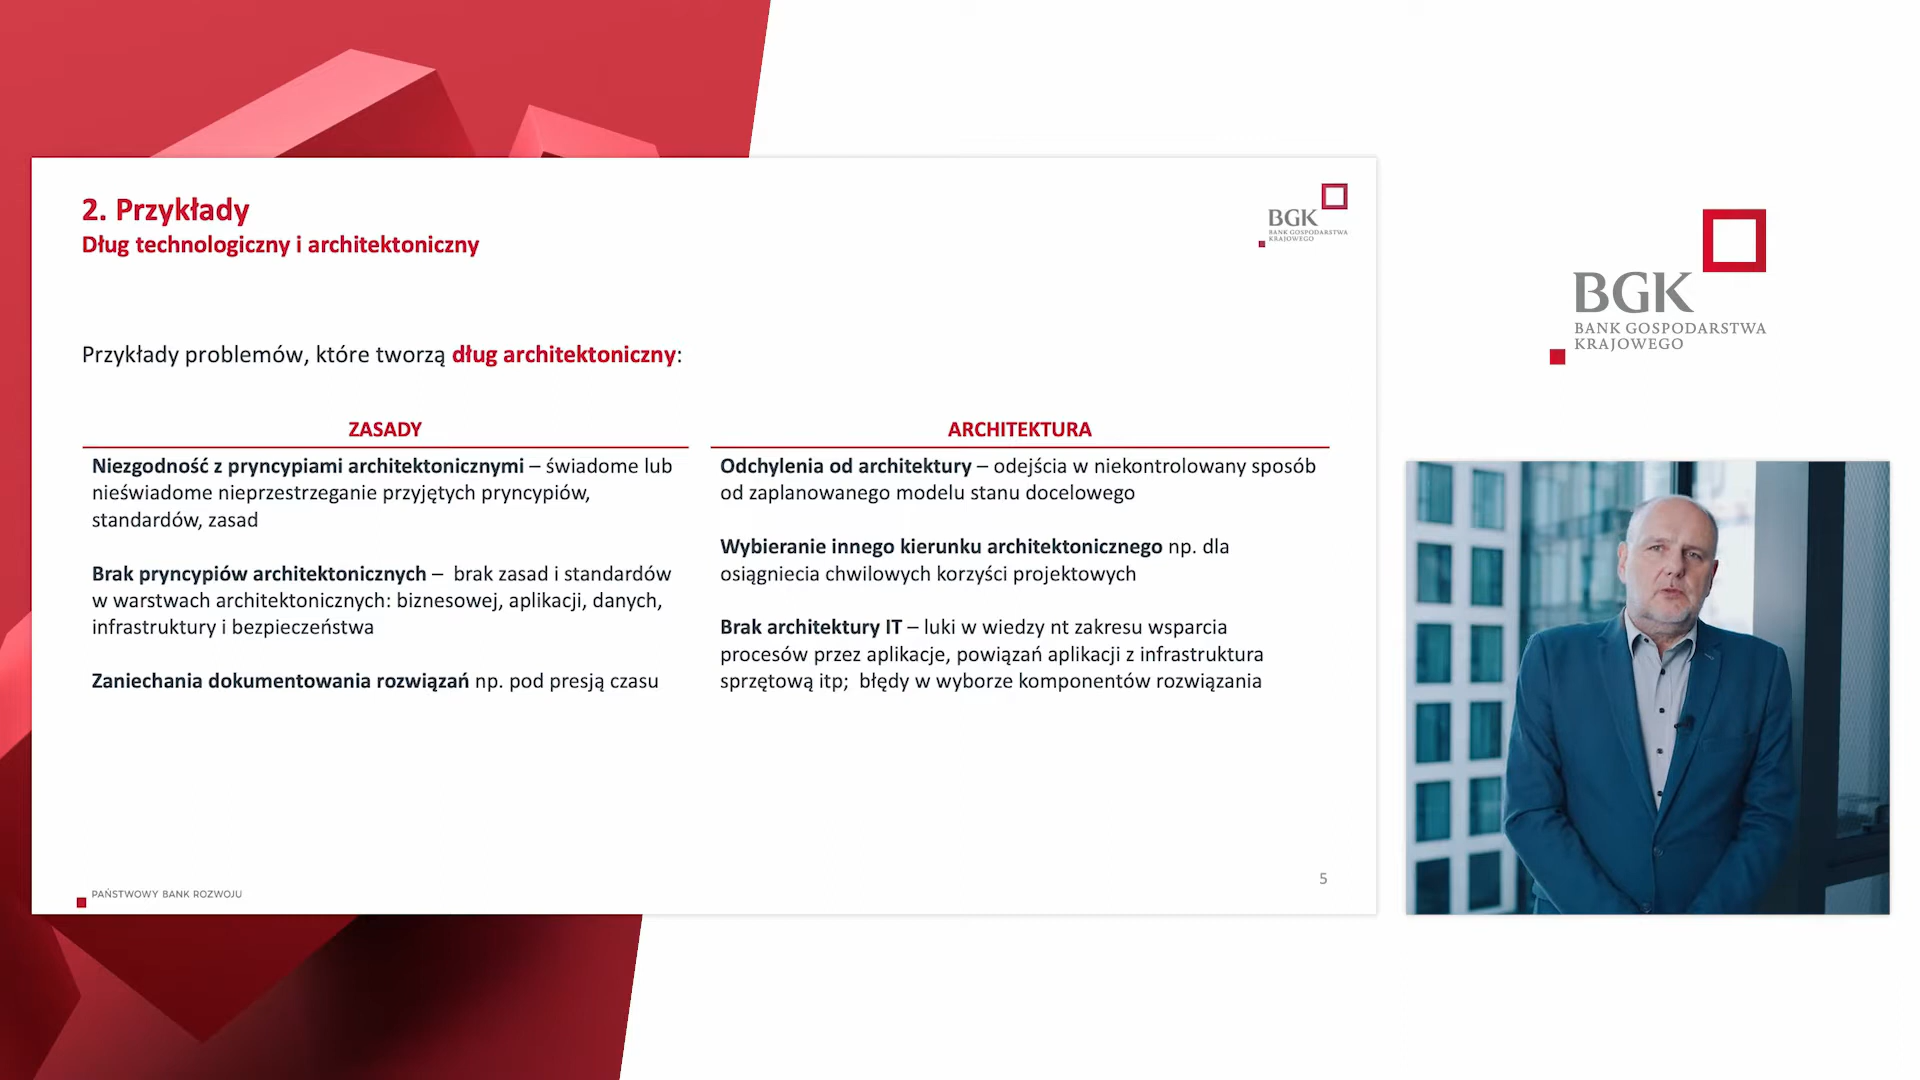 2. Przykłady
Dług technologiczny i architektoniczny
BGK
BANK GOSPODARSTWA
KRAJOWEGO
Przykłady problemów, które tworzą dług architektoniczny:
ZASADY
Niezgodność z pryncypiami architektonicznymi – świadome lub
nieświadome nieprzestrzeganie przyjętych pryncypiów,
standardów, zasad
Brak pryncypiów architektonicznych – brak zasad i standardów
w warstwach architektonicznych: biznesowej, aplikacji, danych,
infrastruktury i bezpieczeństwa
Zaniechania dokumentowania rozwiązań np. pod presją czasu
ARCHITEKTURA
Odchylenia od architektury – odejścia w niekontrolowany sposób
od zaplanowanego modelu stanu docelowego
Wybieranie innego kierunku architektonicznego np. dla
osiągniecia chwilowych korzyści projektowych
Brak architektury IT – luki w wiedzy nt zakresu wsparcia
procesów przez aplikacje, powiązań aplikacji z infrastruktura
sprzętową itp; błędy w wyborze komponentów rozwiązania
PAŃSTWOWY BANK ROZWOJU
5
BGK
BANK GOSPODARSTWA
KRAJOWEGO